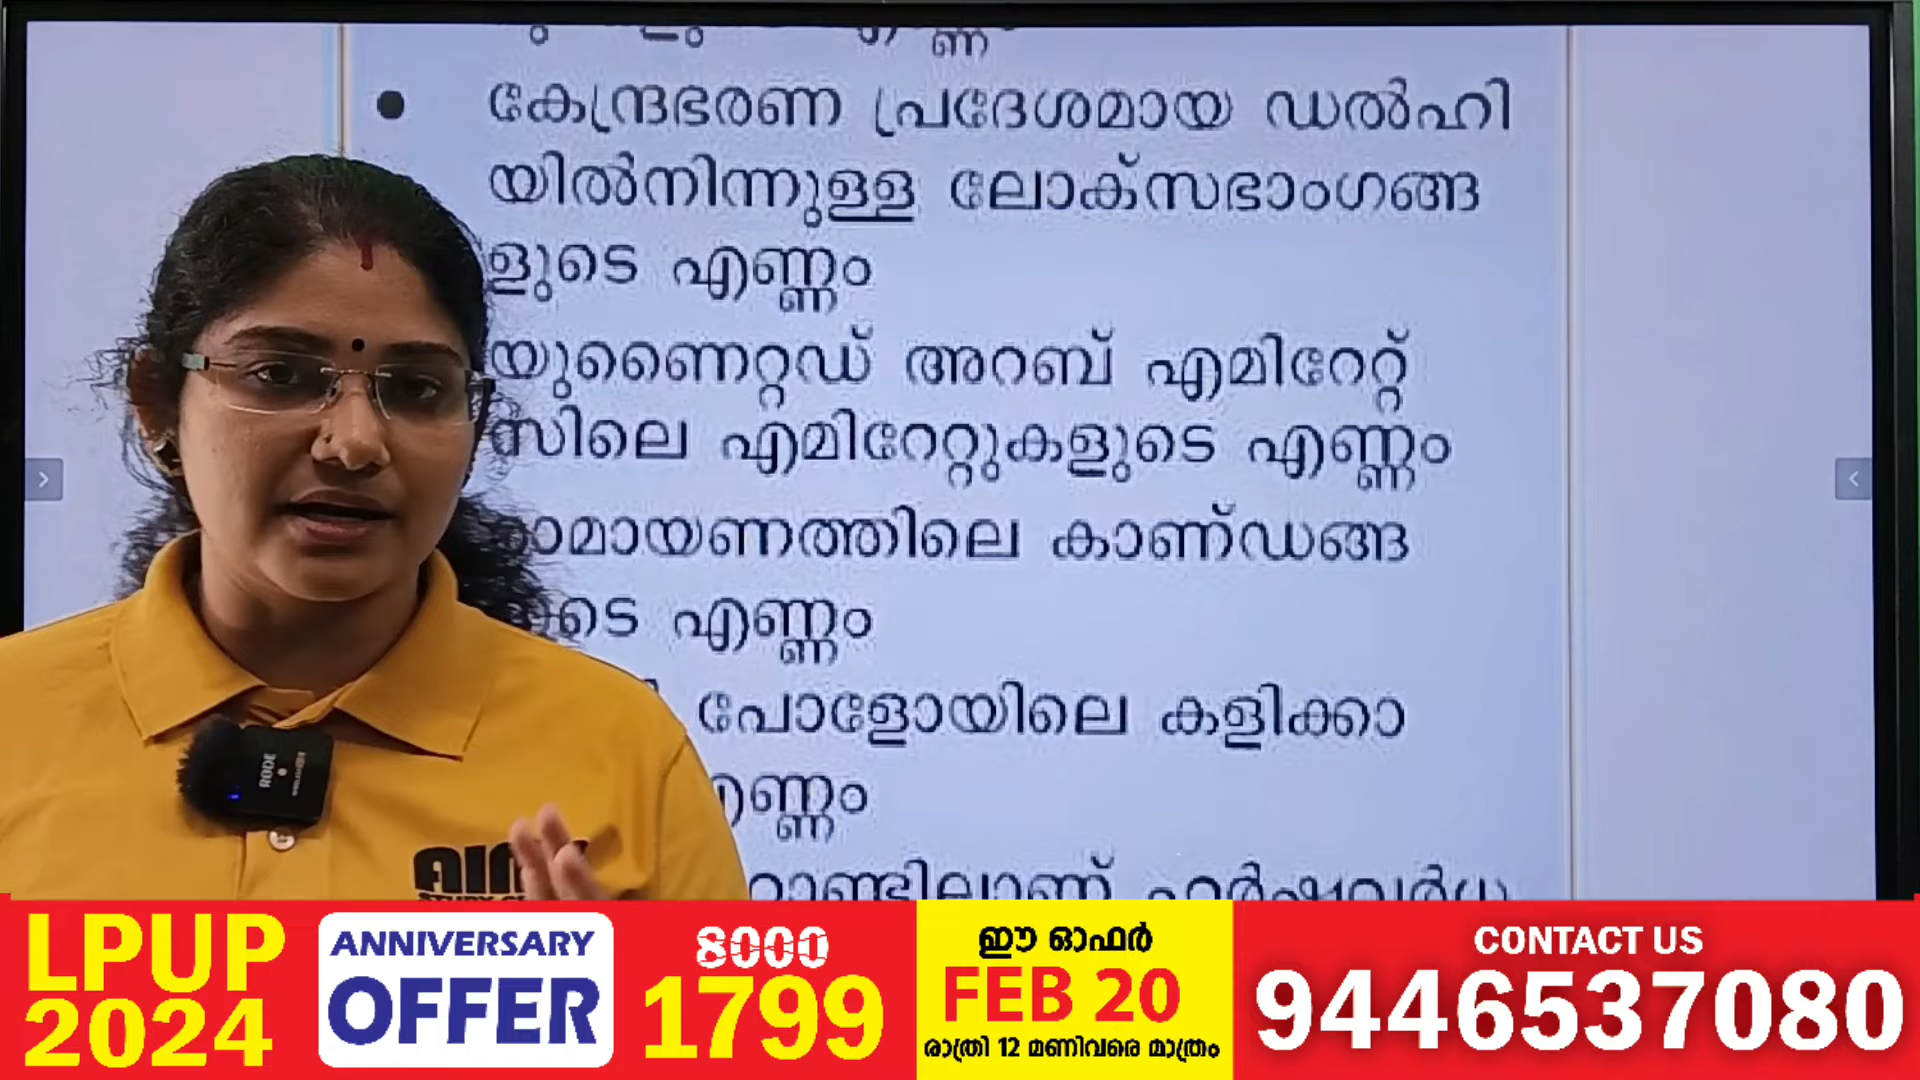 കേന്ദ്രഭരണ പ്രദേശമായ ഡൽഹി
യിൽനിന്നുള്ള ലോക്സഭാംഗങ്ങ
ളുടെ എണ്ണം
യുണൈറ്റഡ് അറബ് എമിറേറ്റ്
സിലെ എമിറേറ്റുകളുടെ എണ്ണം
രാമായണത്തിലെ കാണ്ഡങ്ങ
എണ്ണം
പോളോയിലെ കളിക്കാ
എണ്ണം
RODE
LPUP
2024
ANNIVERSARY
OFFER
8000
1799
ഈ ഓഫർ
FEB 20
രാത്രി 12 മണിവരെ മാത്രം
CONTACT US
9446537080